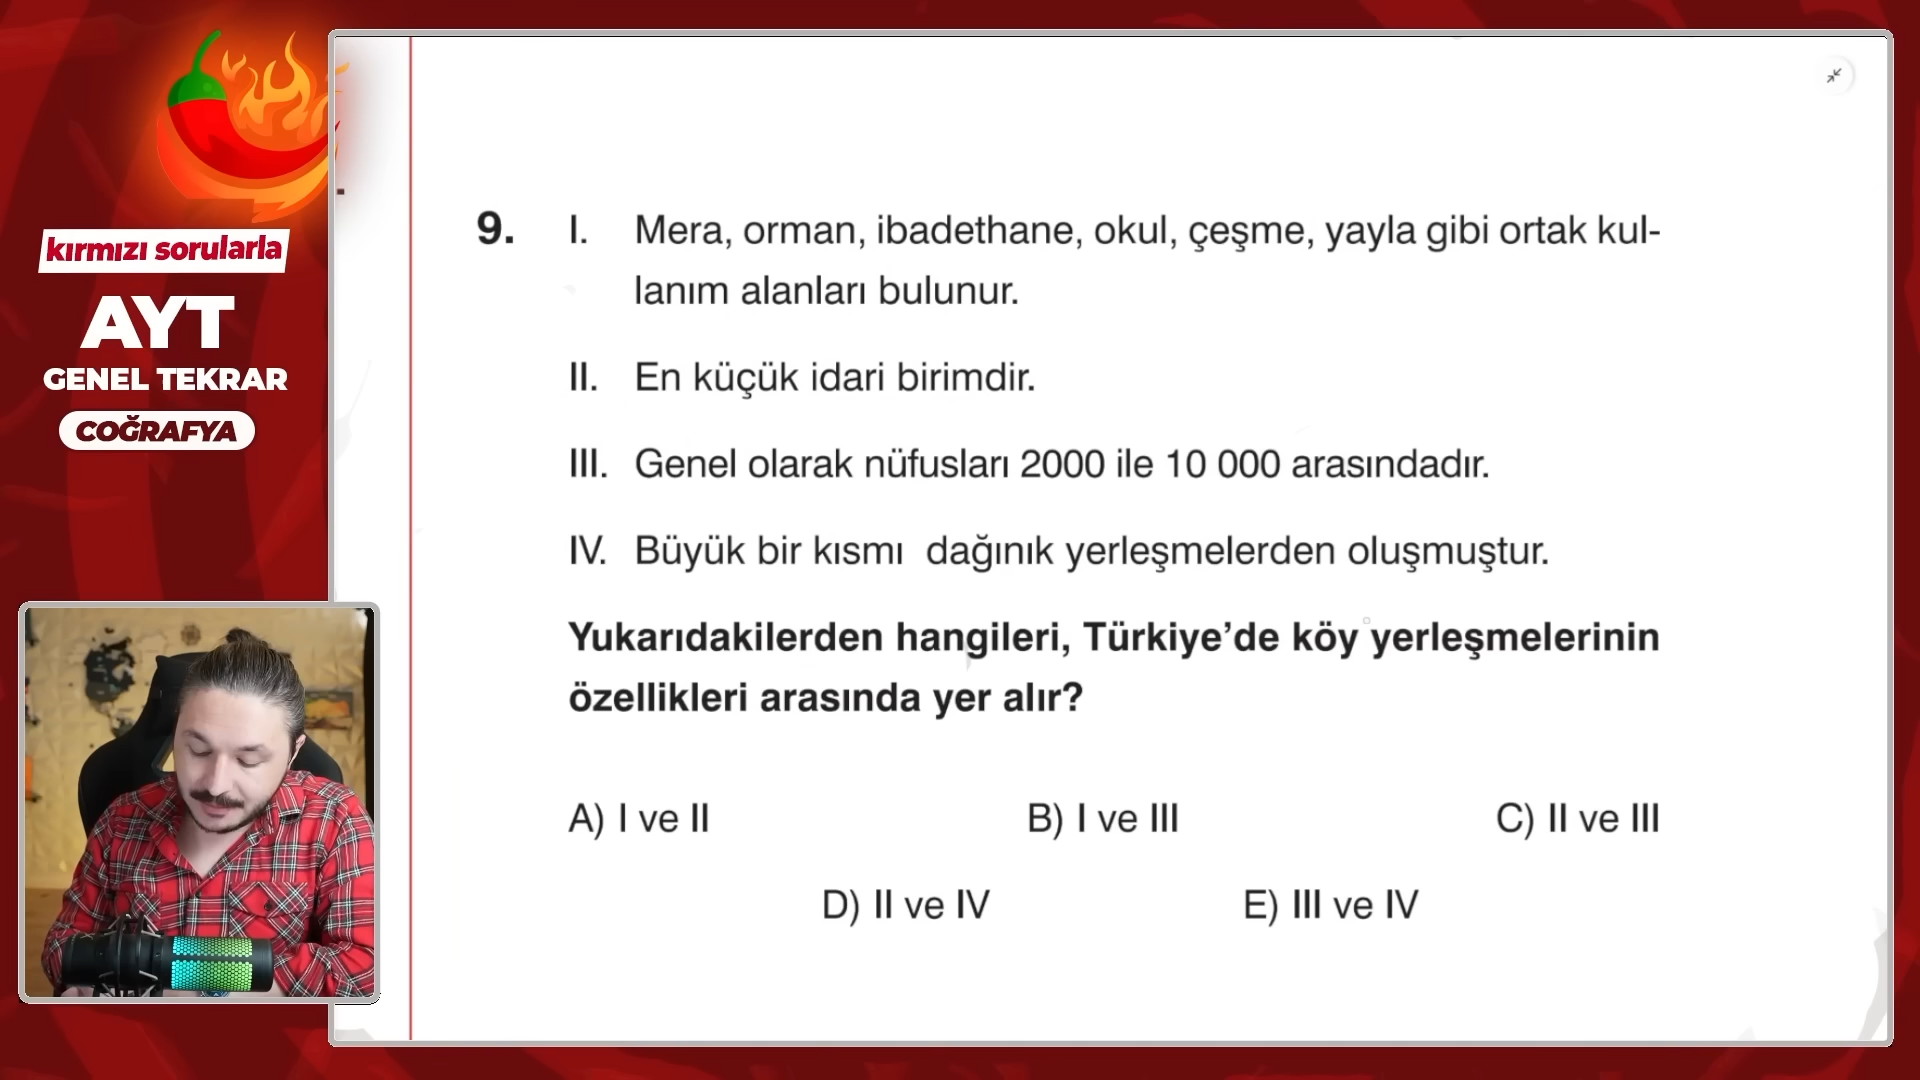 kırmızı sorularla
AYT
GENEL TEKRAR
COĞRAFYA
9. I. Mera, orman, ibadethane, okul, çeşme, yayla gibi ortak kul-
lanım alanları bulunur.
II. En küçük idari birimdir.
III. Genel olarak nüfusları 2000 ile 10 000 arasındadır.
IV. Büyük bir kısmı dağınık yerleşmelerden oluşmuştur.
Yukarıdakilerden hangileri, Türkiye’de köy yerleşmelerinin
özellikleri arasında yer alır?
A) I ve II B) I ve III C) II ve III
D) II ve IV E) III ve IV